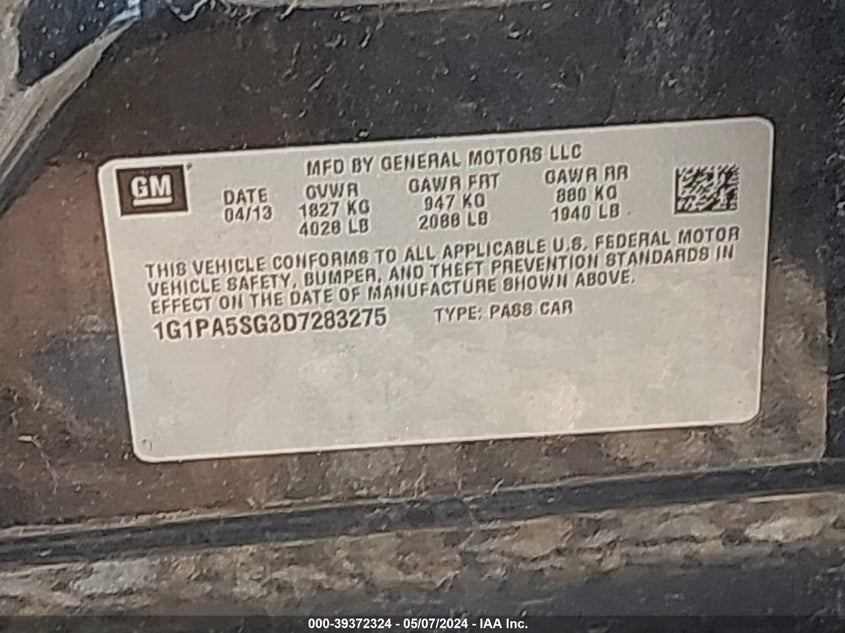 MFD BY GENERAL MOTORS LLC
GM
DATE GVWR GAWR FRT GAWR RR
04/13 1827 KG 947 KG 880 KG
4028 LB 2088 LB 1940 LB
THIS VEHICLE CONFORMS TO ALL APPLICABLE U.S. FEDERAL MOTOR
VEHICLE SAFETY, BUMPER, AND THEFT PREVENTION STANDARDS IN
EFFECT ON THE DATE OF MANUFACTURE SHOWN ABOVE.
1G1PA5SG3D7283275 TYPE: PASS CAR
000-39372324 - 05/07/2024 - IAA Inc.